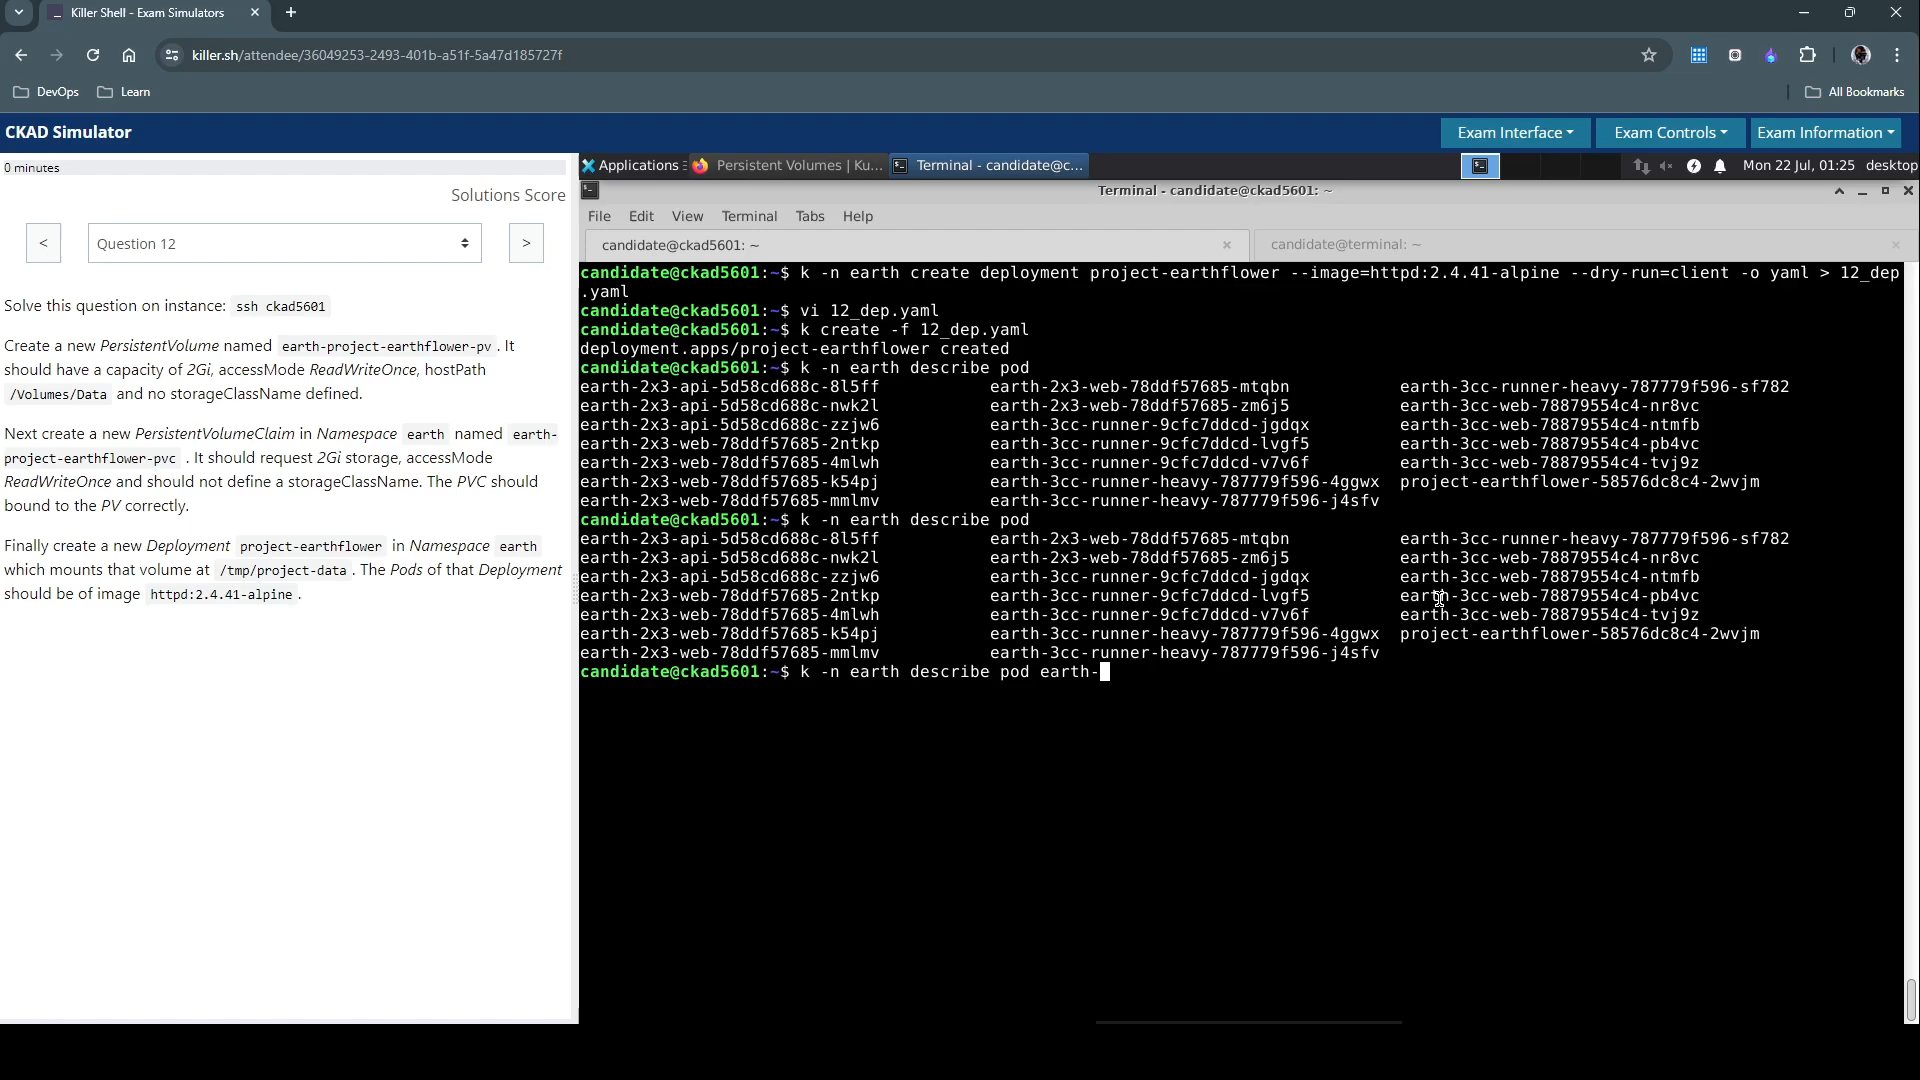 Killer Shell - Exam Simulators
killer.sh/attendee/36049253-2493-401b-a51f-5a47d185727f
DevOps
Learn
All Bookmarks
CKAD Simulator
Exam Interface
Exam Controls
Exam Information
0 minutes
Solutions Score
<
Question 12
>
Solve this question on instance: ssh ckad5601
Create a new PersistentVolume named earth-project-earthflower-pv . It
should have a capacity of 2Gi, accessMode ReadWriteOnce, hostPath
/Volumes/Data and no storageClassName defined.
Next create a new PersistentVolumeClaim in Namespace earth named earth-
project-earthflower-pvc . It should request 2Gi storage, accessMode
ReadWriteOnce and should not define a storageClassName. The PVC should
bound to the PV correctly.
Finally create a new Deployment project-earthflower in Namespace earth
which mounts that volume at /tmp/project-data . The Pods of that Deployment
should be of image httpd:2.4.41-alpine .
Applications
Persistent Volumes | Ku...
Terminal - candidate@c...
Mon 22 Jul, 01:25
desktop
Terminal - candidate@ckad5601: ~
File Edit View Terminal Tabs Help
candidate@ckad5601: ~
candidate@terminal: ~
candidate@ckad5601:~$ k -n earth create deployment project-earthflower --image=httpd:2.4.41-alpine --dry-run=client -o yaml > 12_dep
.yaml
candidate@ckad5601:~$ vi 12_dep.yaml
candidate@ckad5601:~$ k create -f 12_dep.yaml
deployment.apps/project-earthflower created
candidate@ckad5601:~$ k -n earth describe pod
earth-2x3-api-5d58cd688c-8l5ff earth-2x3-web-78ddf57685-mtqbn earth-3cc-runner-heavy-787779f596-sf782
earth-2x3-api-5d58cd688c-nwk2l earth-2x3-web-78ddf57685-zm6j5 earth-3cc-web-78879554c4-nr8vc
earth-2x3-api-5d58cd688c-zzjw6 earth-3cc-runner-9cfc7ddcd-jgdqx earth-3cc-web-78879554c4-ntmfb
earth-2x3-web-78ddf57685-2ntkp earth-3cc-runner-9cfc7ddcd-lvgf5 earth-3cc-web-78879554c4-pb4vc
earth-2x3-web-78ddf57685-4mlwh earth-3cc-runner-9cfc7ddcd-v7v6f earth-3cc-web-78879554c4-tvj9z
earth-2x3-web-78ddf57685-k54pj earth-3cc-runner-heavy-787779f596-4ggwx project-earthflower-58576dc8c4-2wvjm
earth-2x3-web-78ddf57685-mmlmv earth-3cc-runner-heavy-787779f596-j4sfv
candidate@ckad5601:~$ k -n earth describe pod
earth-2x3-api-5d58cd688c-8l5ff earth-2x3-web-78ddf57685-mtqbn earth-3cc-runner-heavy-787779f596-sf782
earth-2x3-api-5d58cd688c-nwk2l earth-2x3-web-78ddf57685-zm6j5 earth-3cc-web-78879554c4-nr8vc
earth-2x3-api-5d58cd688c-zzjw6 earth-3cc-runner-9cfc7ddcd-jgdqx earth-3cc-web-78879554c4-ntmfb
earth-2x3-web-78ddf57685-2ntkp earth-3cc-runner-9cfc7ddcd-lvgf5 earth-3cc-web-78879554c4-pb4vc
earth-2x3-web-78ddf57685-4mlwh earth-3cc-runner-9cfc7ddcd-v7v6f earth-3cc-web-78879554c4-tvj9z
earth-2x3-web-78ddf57685-k54pj earth-3cc-runner-heavy-787779f596-4ggwx project-earthflower-58576dc8c4-2wvjm
earth-2x3-web-78ddf57685-mmlmv earth-3cc-runner-heavy-787779f596-j4sfv
candidate@ckad5601:~$ k -n earth describe pod earth-